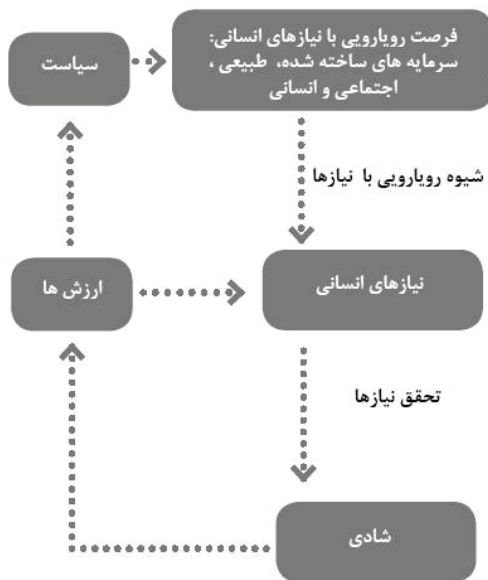 فرصت رویارویی با نیازهای انسانی:
سرمایه های ساخته شده، طبیعی ،
اجتماعی و انسانی
سیاست
شیوه رویارویی با نیازها
نیازهای انسانی
ارزش ها
تحقق نیازها
شادی